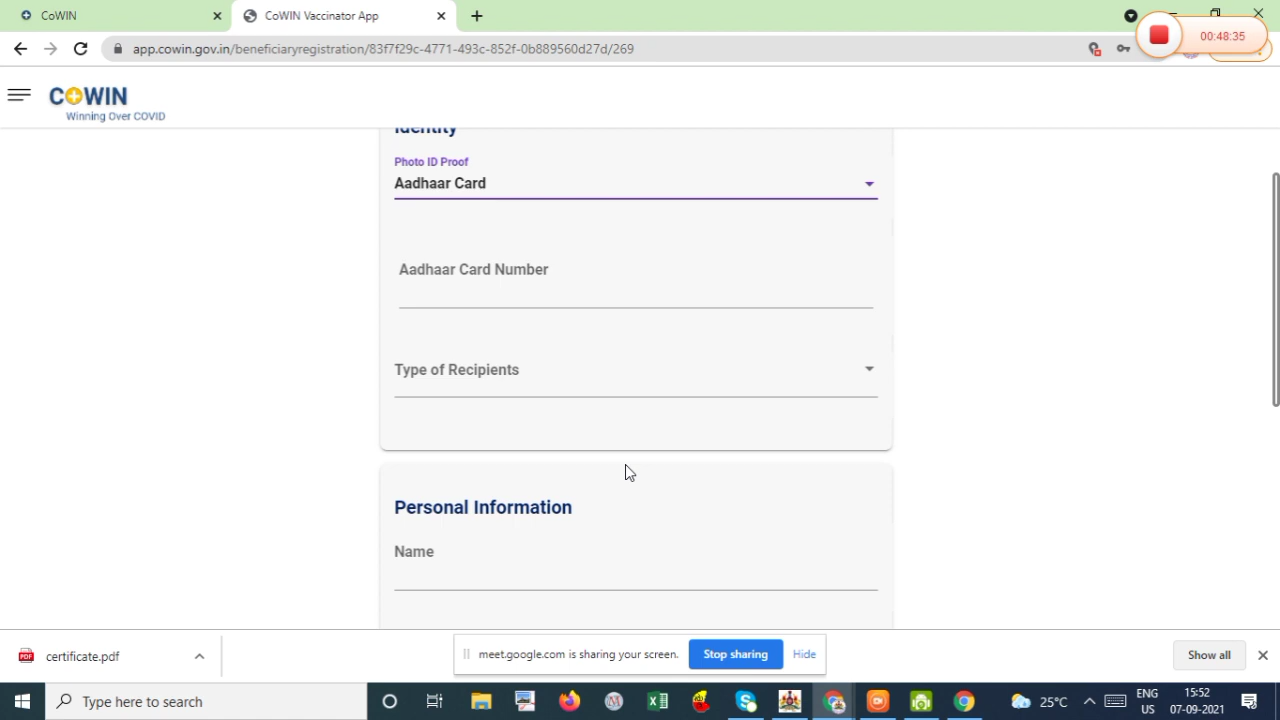 CoWIN
CoWIN Vaccinator App
app.cowin.gov.in/beneficiaryregistration/83f7f29c-4771-493c-852f-0b889560d27d/269
00:48:35
COWIN
Winning Over COVID
Identity
Photo ID Proof
Aadhaar Card
Aadhaar Card Number
Type of Recipients
Personal Information
Name
certificate.pdf
meet.google.com is sharing your screen.
Stop sharing
Hide
Show all
Type here to search
25°C
ENG
US
15:52
07-09-2021